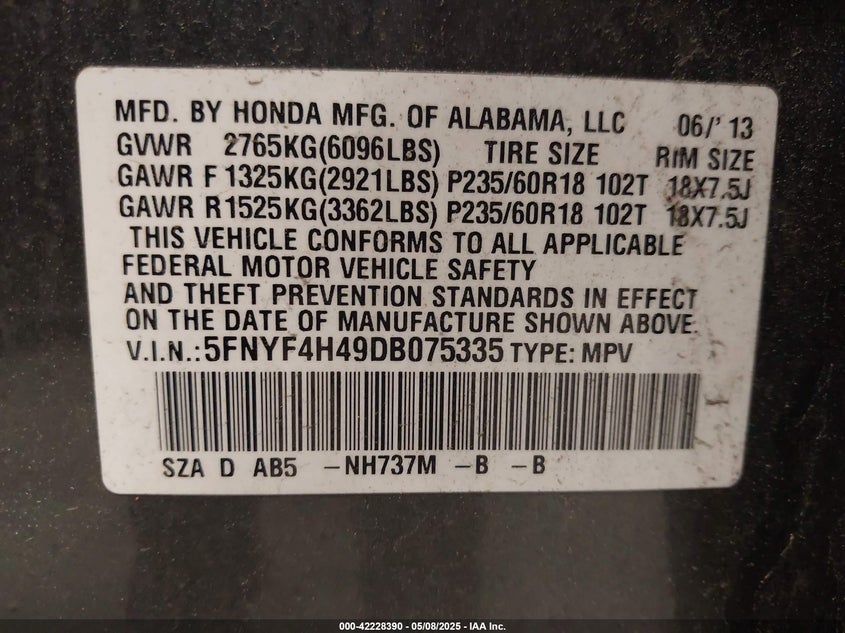 MFD. BY HONDA MFG. OF ALABAMA, LLC 06/' 13
GVWR 2765KG(6096LBS) TIRE SIZE RIM SIZE
GAWR F1325KG(2921LBS) P235/60R18 102T 18X7.5J
GAWR R1525KG(3362LBS) P235/60R18 102T 18X7.5J
THIS VEHICLE CONFORMS TO ALL APPLICABLE
FEDERAL MOTOR VEHICLE SAFETY
AND THEFT PREVENTION STANDARDS IN EFFECT
ON THE DATE OF MANUFACTURE SHOWN ABOVE.
V.I.N.:5FNYF4H49DB075335 TYPE: MPV
SZA D AB5 -NH737M -B -B
000-42228390 - 05/08/2025 - IAA Inc.